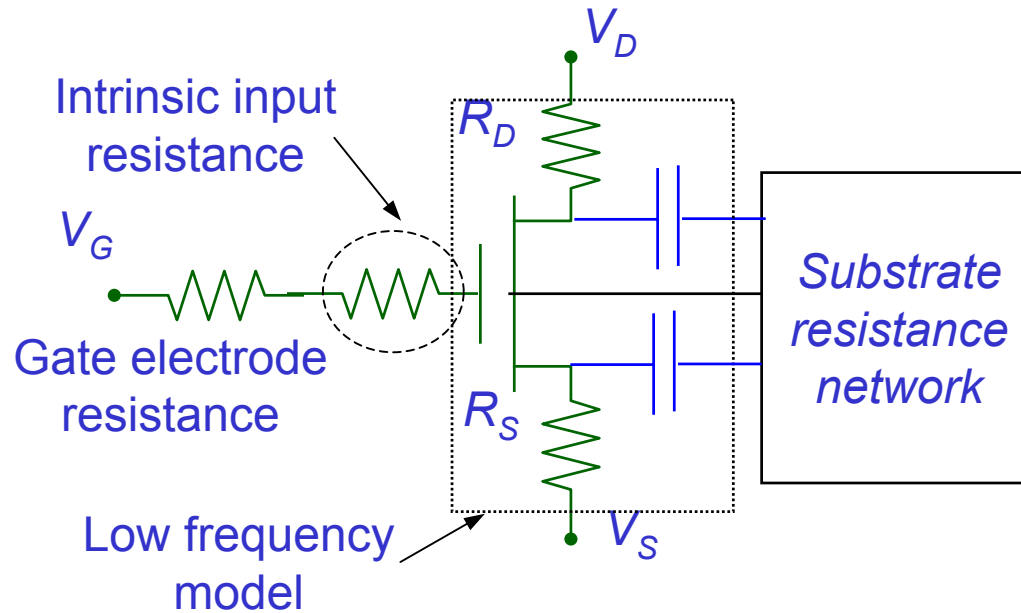 V_D
Intrinsic input
resistance
R_D
V_G
Substrate
resistance
network
Gate electrode
resistance
R_S
Low frequency
model
V_S